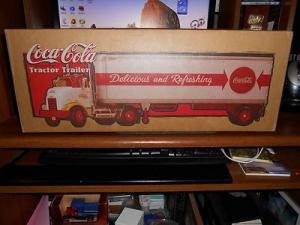 Coca-Cola
Tractor Trailer
Delicious and Refreshing
Coca-Cola